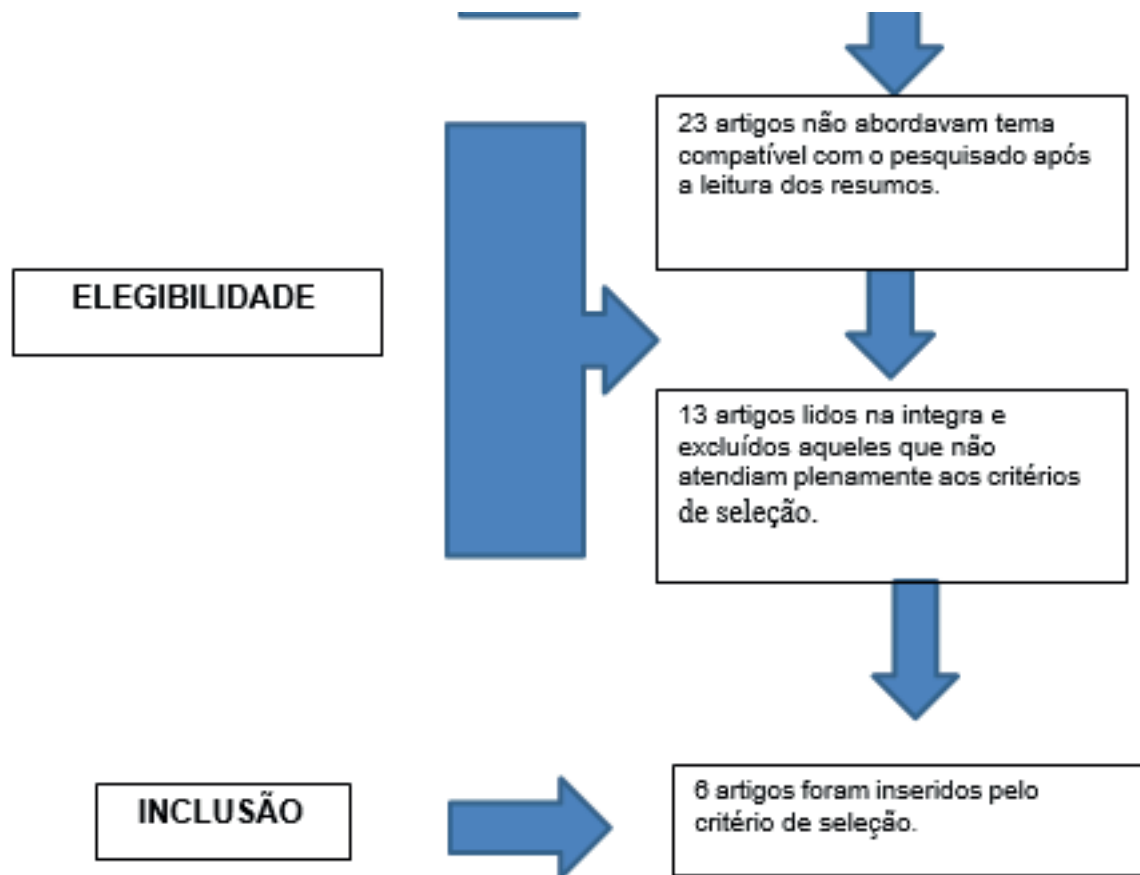 23 artigos não abordavam tema
compatível com o pesquisado após
a leitura dos resumos.
ELEGIBILIDADE
13 artigos lidos na integra e
excluídos aqueles que não
atendiam plenamente aos critérios
de seleção.
INCLUSÃO
6 artigos foram inseridos pelo
critério de seleção.